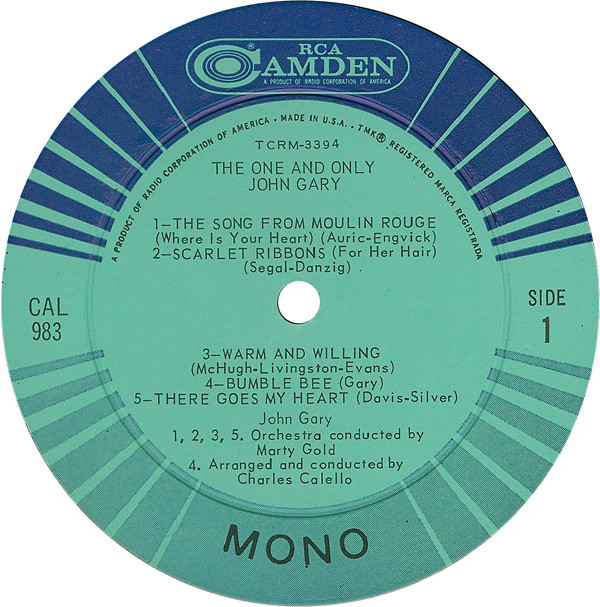 RCA
CAMDEN
®
A PRODUCT OF RADIO CORPORATION OF AMERICA
A PRODUCT OF RADIO CORPORATION OF AMERICA • MADE IN U.S.A. • TMK® REGISTERED MARCA REGISTRADA
TCRM-3394
THE ONE AND ONLY
JOHN GARY
1—THE SONG FROM MOULIN ROUGE
(Where Is Your Heart) (Auric-Engvick)
2—SCARLET RIBBONS (For Her Hair)
(Segal-Danzig)
CAL
983
SIDE
1
3—WARM AND WILLING
(McHugh-Livingston-Evans)
4—BUMBLE BEE (Gary)
5—THERE GOES MY HEART (Davis-Silver)
John Gary
1, 2, 3, 5. Orchestra conducted by
Marty Gold
4. Arranged and conducted by
Charles Calello
MONO